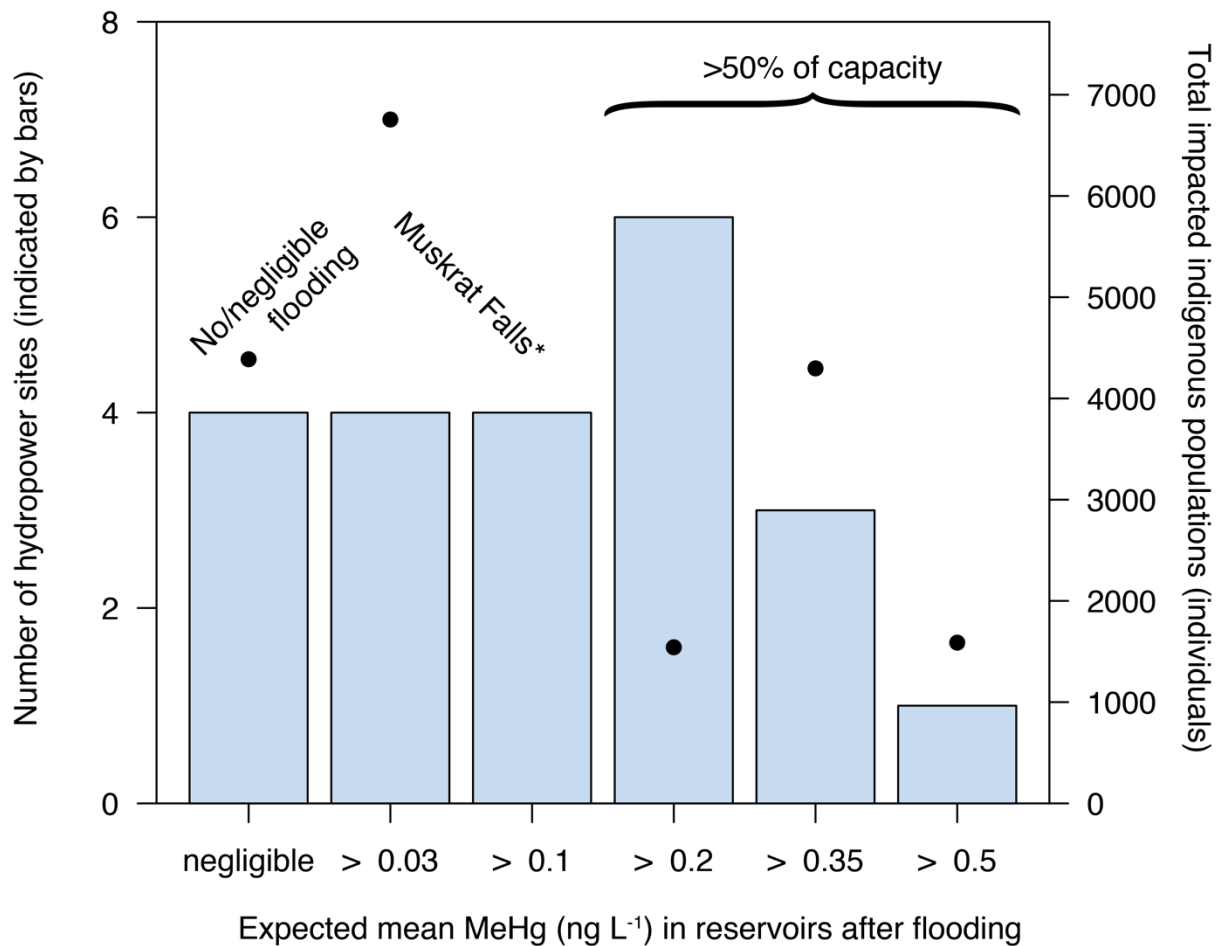 Number of hydropower sites (indicated by bars)
8
6
4
2
0
>50% of capacity
No/negligible
flooding
Muskrat Falls*
7000
6000
5000
4000
3000
2000
1000
0
Total impacted indigenous populations (individuals)
negligible > 0.03 > 0.1 > 0.2 > 0.35 > 0.5
Expected mean MeHg (ng L⁻¹) in reservoirs after flooding